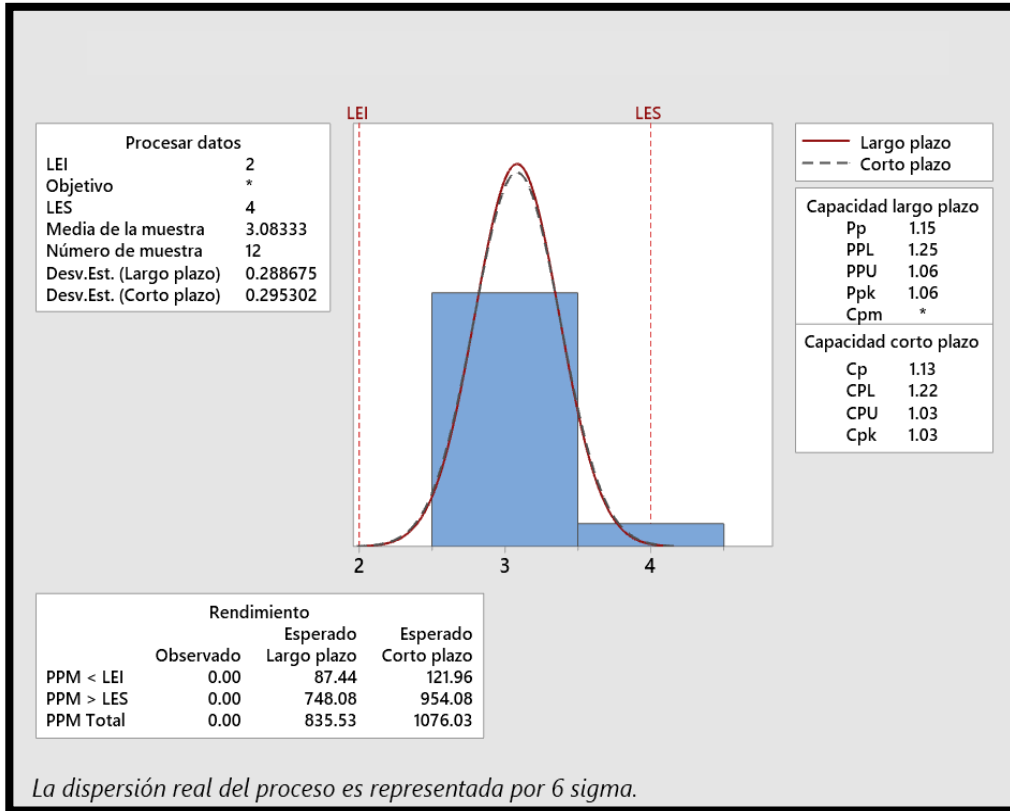 LEI LES
Procesar datos
LEI 2
Objetivo *
LES 4
Media de la muestra 3.08333
Número de muestra 12
Desv.Est. (Largo plazo) 0.288675
Desv.Est. (Corto plazo) 0.295302
Largo plazo
Corto plazo
Capacidad largo plazo
Pp 1.15
PPL 1.25
PPU 1.06
Ppk 1.06
Cpm *
Capacidad corto plazo
Cp 1.13
CPL 1.22
CPU 1.03
Cpk 1.03
2 3 4
Rendimiento
Esperado Esperado
Observado Largo plazo Corto plazo
PPM < LEI 0.00 87.44 121.96
PPM > LES 0.00 748.08 954.08
PPM Total 0.00 835.53 1076.03
La dispersión real del proceso es representada por 6 sigma.